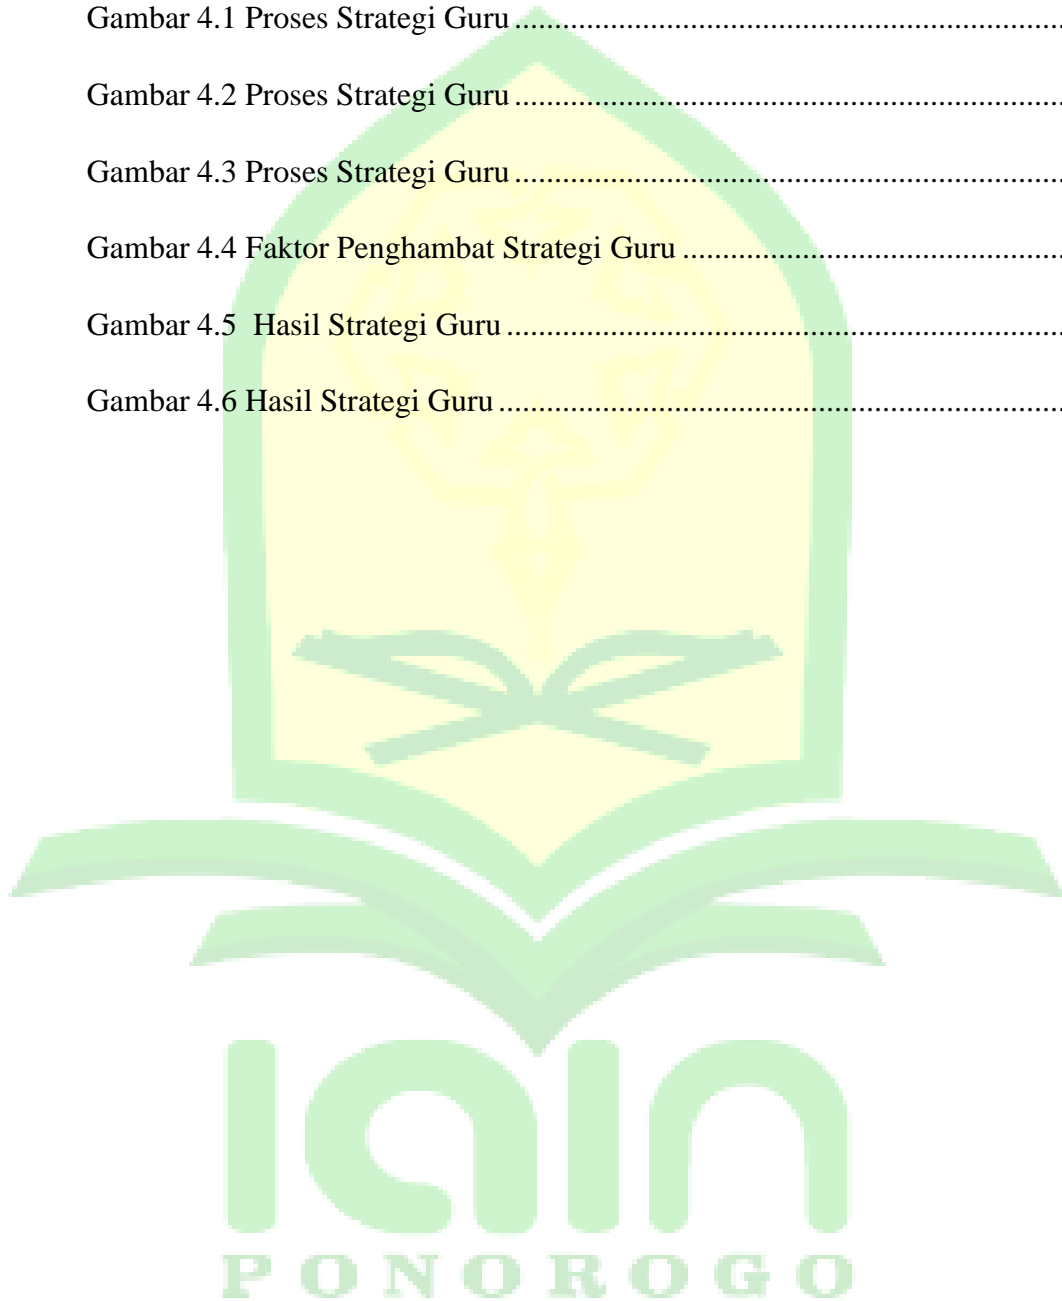 Gambar 4.1 Proses Strategi Guru ......................................................................
Gambar 4.2 Proses Strategi Guru ......................................................................
Gambar 4.3 Proses Strategi Guru ......................................................................
Gambar 4.4 Faktor Penghambat Strategi Guru ................................................
Gambar 4.5  Hasil Strategi Guru ......................................................................
Gambar 4.6 Hasil Strategi Guru .......................................................................
iain
PONOROGO